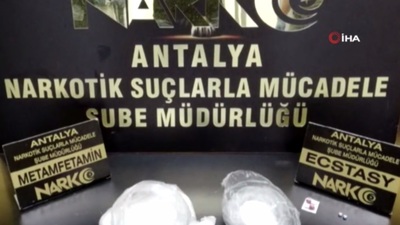 NARKO
İHA
ANTALYA
NARKOTİK SUÇLARLA MÜCADELE
ŞUBE MÜDÜRLÜĞÜ
ANTALYA
NARKOTİK SUÇLARLA MÜCADELE
ŞUBE MÜDÜRLÜĞÜ
METAMFETAMİN
NARKO
ANTALYA
NARKOTİK SUÇLARLA MÜCADELE
ŞUBE MÜDÜRLÜĞÜ
ECSTASY
NARKO